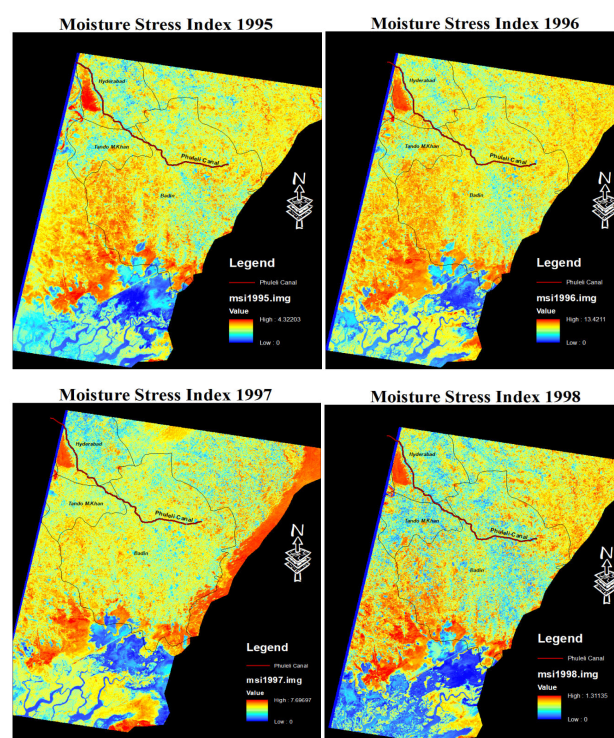 Moisture Stress Index 1995
Hyderabad
Tando M.Khan
Phuleli Canal
Badin
N
Legend
Phuleli Canal
msi1995.img
Value
High : 4.32203
Low : 0
Moisture Stress Index 1996
Hyderabad
Tando M.Khan
Phuleli Canal
Badin
N
Legend
Phuleli Canal
msi1996.img
Value
High : 13.4211
Low : 0
Moisture Stress Index 1997
Hyderabad
Tando M.Khan
Phuleli Canal
Badin
N
Legend
Phuleli Canal
msi1997.img
Value
High : 7.69697
Low : 0
Moisture Stress Index 1998
Hyderabad
Tando M.Khan
Phuleli Canal
Badin
N
Legend
Phuleli Canal
msi1998.img
Value
High : 1.31135
Low : 0